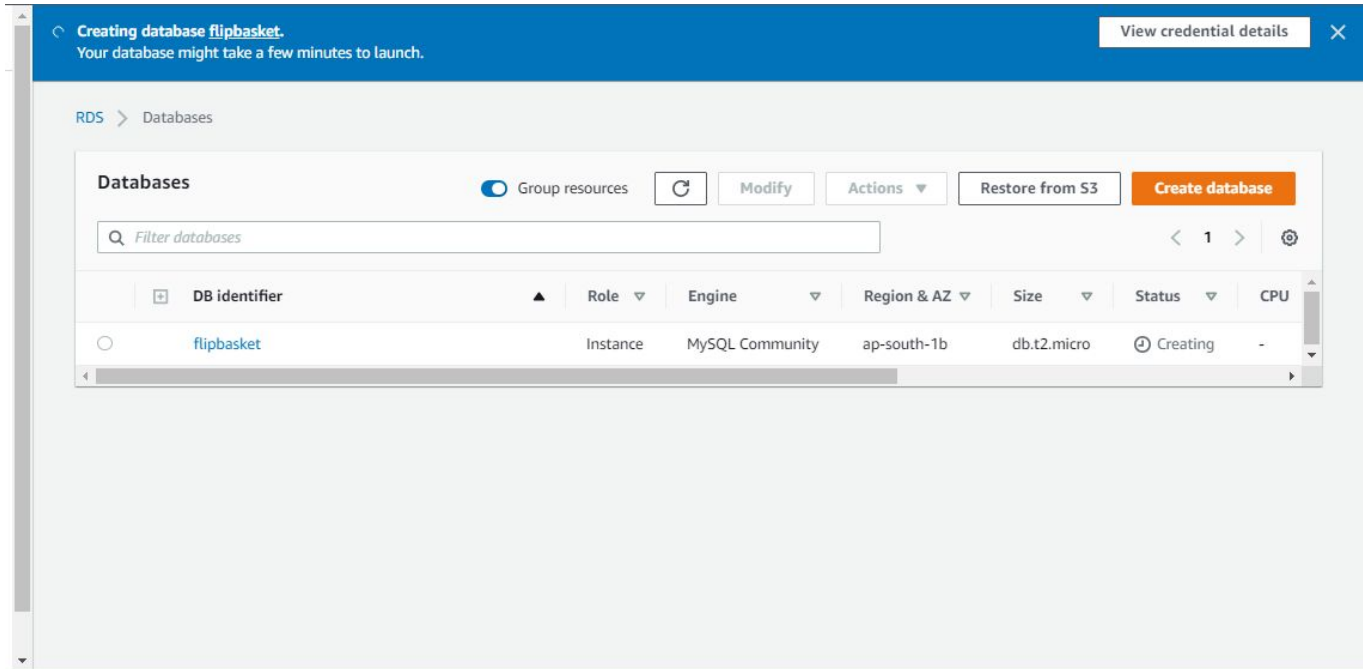 Creating database flipbasket.
Your database might take a few minutes to launch.
View credential details
RDS > Databases
Databases
Group resources
Modify
Actions
Restore from S3
Create database
Filter databases
1
DB identifier Role Engine Region & AZ Size Status CPU
flipbasket Instance MySQL Community ap-south-1b db.t2.micro Creating -